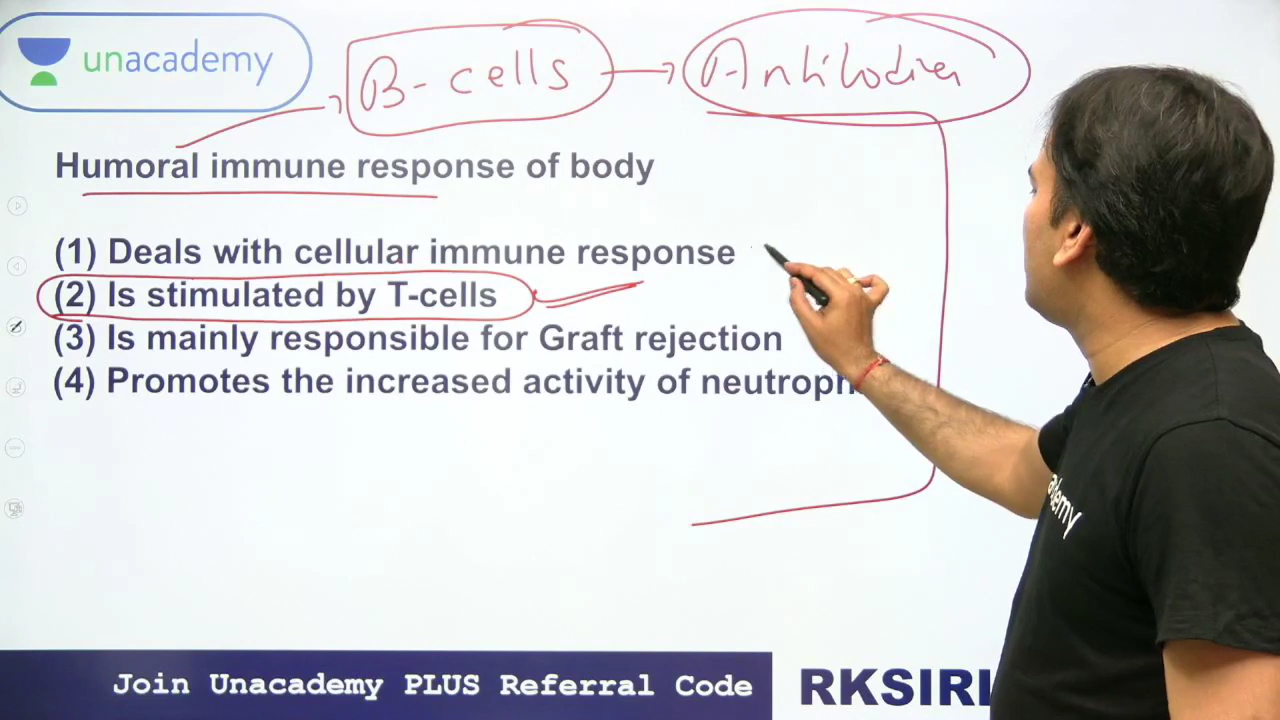 unacademy
B-cells → Antibodies
Humoral immune response of body
(1) Deals with cellular immune response
(2) Is stimulated by T-cells
(3) Is mainly responsible for Graft rejection
(4) Promotes the increased activity of neutroph
Join Unacademy PLUS Referral Code
RKSIRI